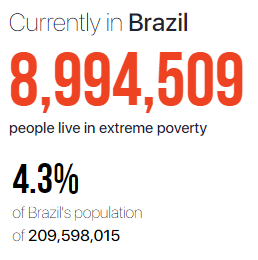 Currently in Brazil
8,994,509
people live in extreme poverty
4.3%
of Brazil's population
of 209,598,015